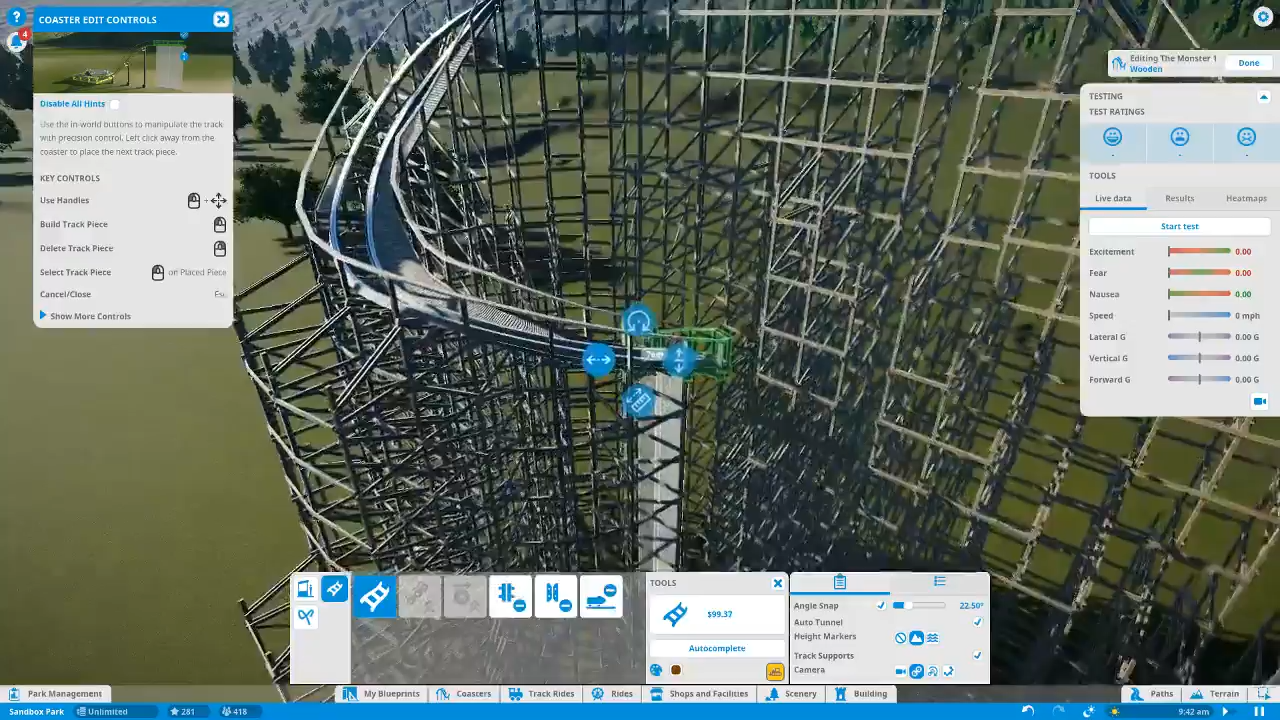 ?
COASTER EDIT CONTROLS
4
Disable All Hints
Use the in-world buttons to manipulate the track
with precision control. Left click away from the
coaster to place the next track piece.
KEY CONTROLS
Use Handles
+
Build Track Piece
Delete Track Piece
Select Track Piece
on Placed Piece
Cancel/Close
Esc
Show More Controls
Editing The Monster 1
Wooden
Done
TESTING
TEST RATINGS
- - -
TOOLS
Live data Results Heatmaps
Start test
Excitement 0.00
Fear 0.00
Nausea 0.00
Speed 0 mph
Lateral G 0.00 G
Vertical G 0.00 G
Forward G 0.00 G
TOOLS
$99.37
Autocomplete
Angle Snap 22.50°
Auto Tunnel
Height Markers
Track Supports
Camera
Park Management My Blueprints Coasters Track Rides Rides Shops and Facilities Scenery Building Paths Terrain
Sandbox Park Unlimited 281 418 9:42 am